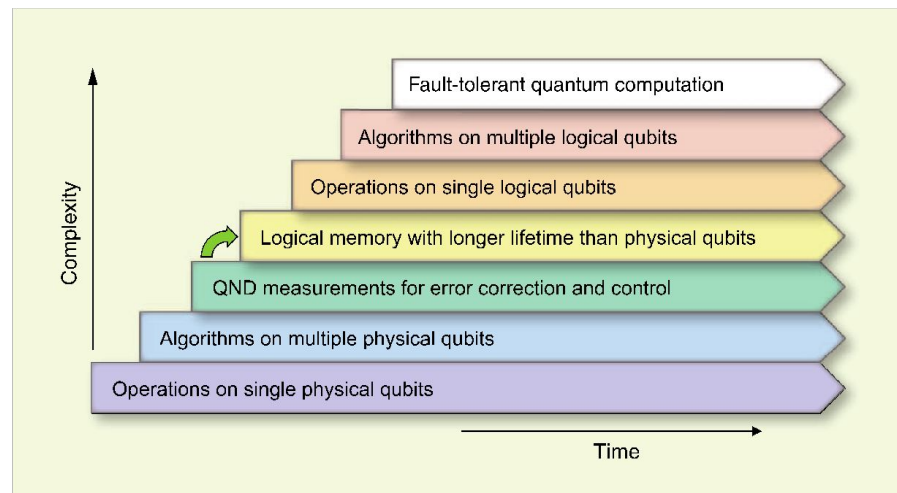 Fault-tolerant quantum computation
Algorithms on multiple logical qubits
Operations on single logical qubits
Logical memory with longer lifetime than physical qubits
QND measurements for error correction and control
Algorithms on multiple physical qubits
Operations on single physical qubits
Complexity
Time